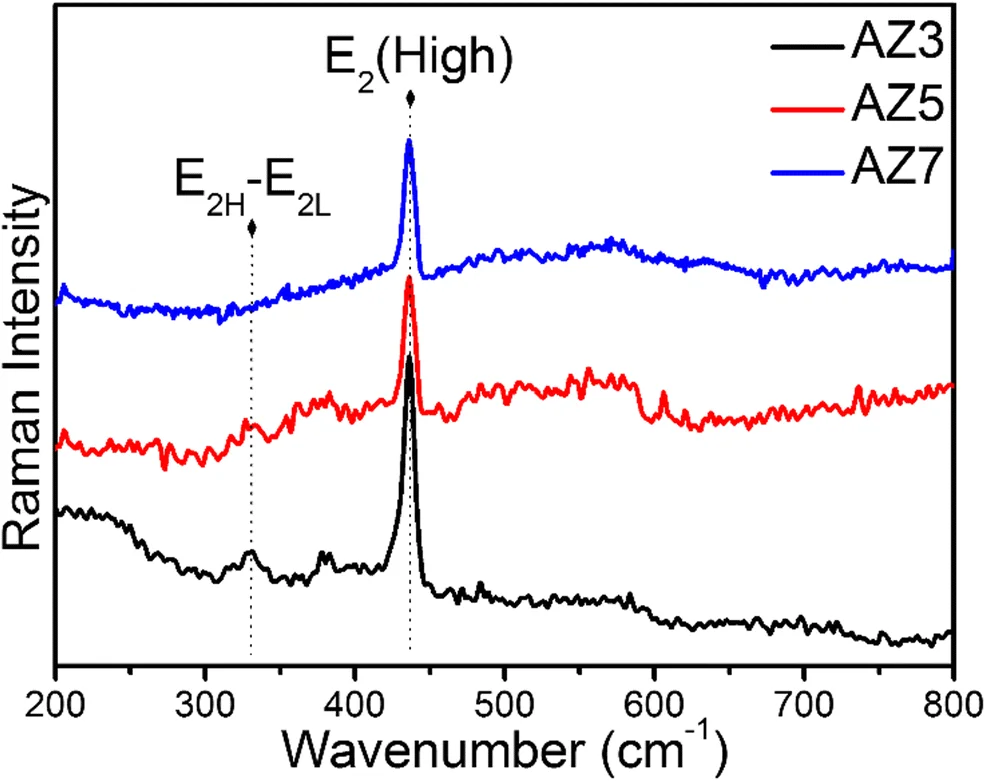 AZ3
AZ5
AZ7
E2(High)
E2H-E2L
Raman Intensity
200 300 400 500 600 700 800
Wavenumber (cm-1)